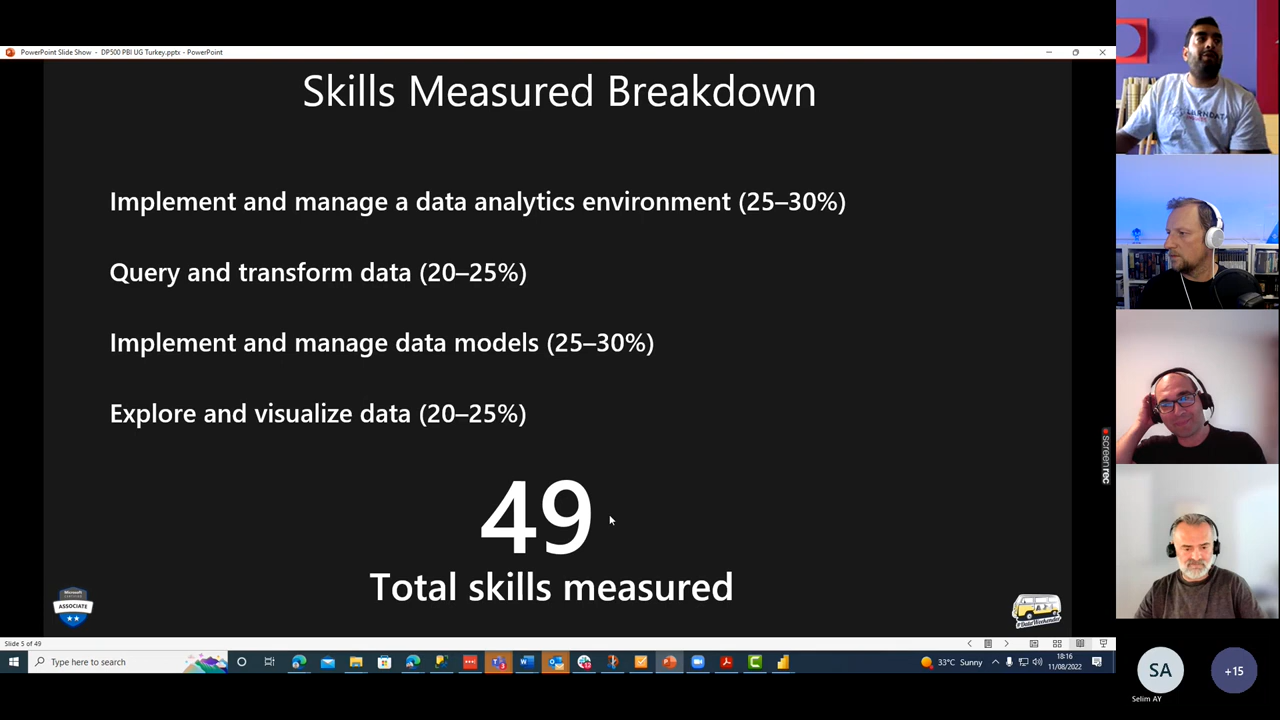 PowerPoint Slide Show - DP500 PBI UG Turkey.pptx - PowerPoint
Skills Measured Breakdown
Implement and manage a data analytics environment (25–30%)
Query and transform data (20–25%)
Implement and manage data models (25–30%)
Explore and visualize data (20–25%)
49
Total skills measured
Microsoft
ASSOCIATE
#DataWeekender
screenrec
Slide 5 of 49
Type here to search
33°C Sunny
18:16
11/08/2022
SA
Selim AY
+15